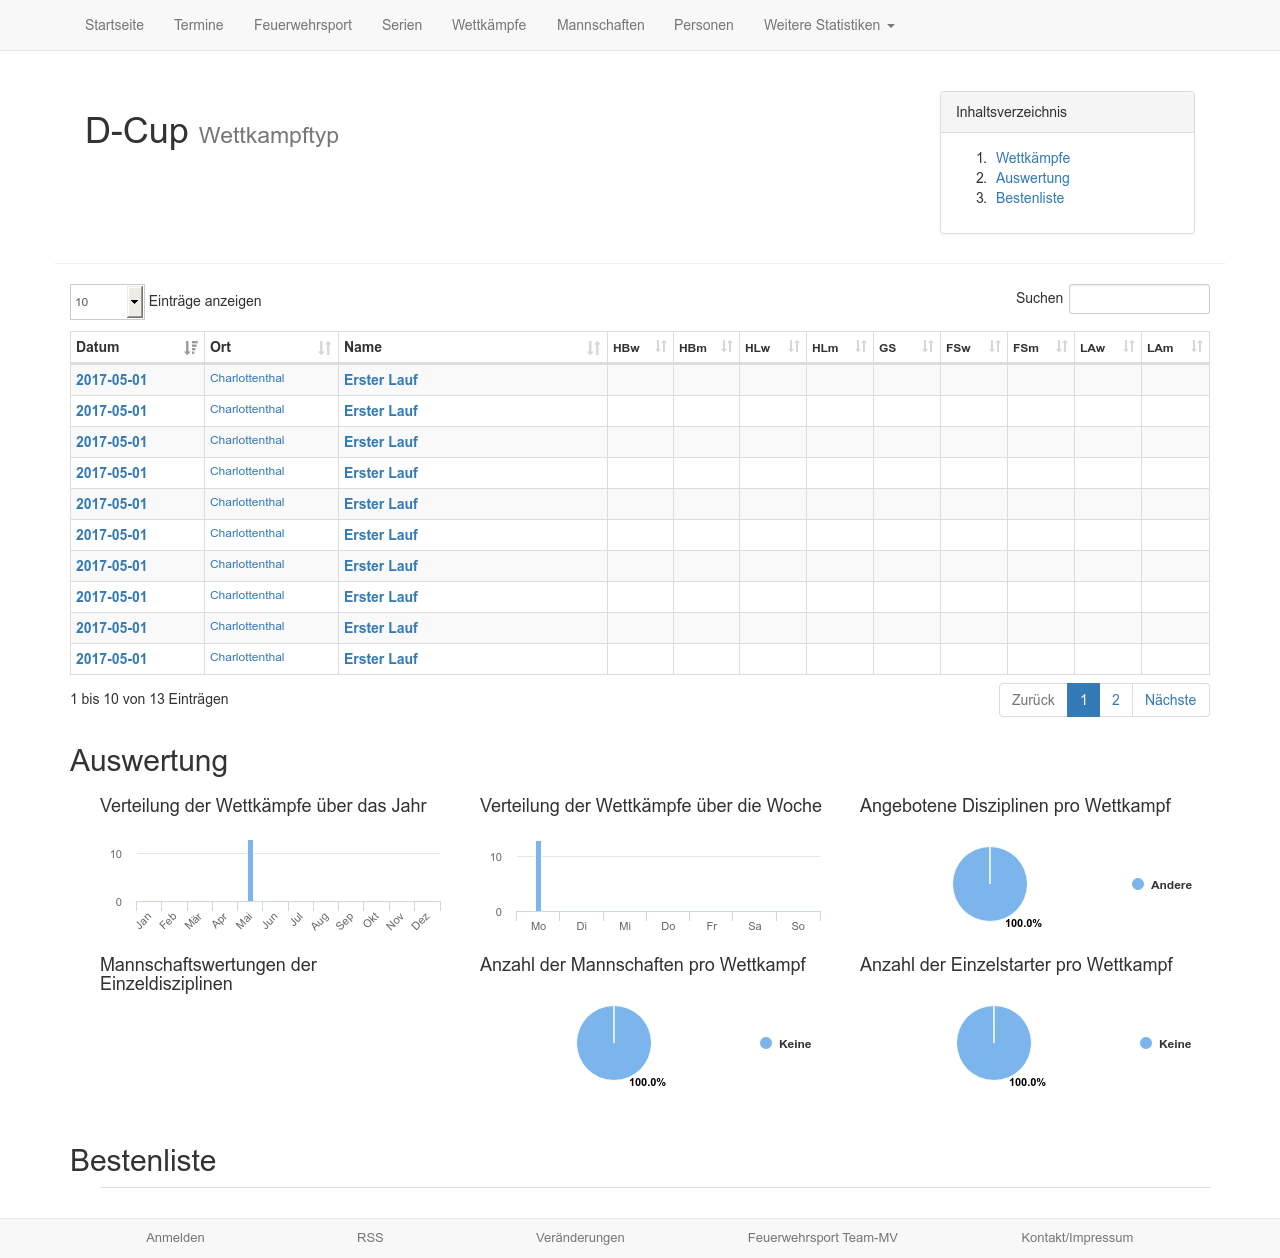 Startseite Termine Feuerwehrsport Serien Wettkämpfe Mannschaften Personen Weitere Statistiken
D-Cup Wettkampftyp
Inhaltsverzeichnis
1. Wettkämpfe
2. Auswertung
3. Bestenliste
10 Einträge anzeigen
Suchen
Datum Ort Name HBw HBm HLw HLm GS FSw FSm LAw LAm
2017-05-01 Charlottenthal Erster Lauf
2017-05-01 Charlottenthal Erster Lauf
2017-05-01 Charlottenthal Erster Lauf
2017-05-01 Charlottenthal Erster Lauf
2017-05-01 Charlottenthal Erster Lauf
2017-05-01 Charlottenthal Erster Lauf
2017-05-01 Charlottenthal Erster Lauf
2017-05-01 Charlottenthal Erster Lauf
2017-05-01 Charlottenthal Erster Lauf
2017-05-01 Charlottenthal Erster Lauf
1 bis 10 von 13 Einträgen
Zurück 1 2 Nächste
Auswertung
Verteilung der Wettkämpfe über das Jahr
10
0
Jan Feb Mär Apr Mai Jun Jul Aug Sep Okt Nov Dez
Verteilung der Wettkämpfe über die Woche
10
0
Mo Di Mi Do Fr Sa So
Angebotene Disziplinen pro Wettkampf
Andere
100.0%
Mannschaftswertungen der
Einzeldisziplinen
Anzahl der Mannschaften pro Wettkampf
Keine
100.0%
Anzahl der Einzelstarter pro Wettkampf
Keine
100.0%
Bestenliste
Anmelden RSS Veränderungen Feuerwehrsport Team-MV Kontakt/Impressum